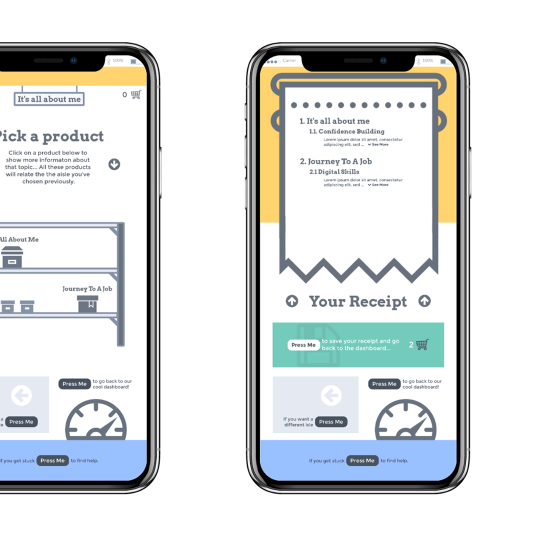 100%
It's all about me
0
Pick a product
Click on a product below to
show more informaton about
that topic... All these products
will relate the the aisle you've
chosen previously.
All About Me
Journey To A Job
Press Me to go back to our
cool dashboard!
Press Me
If you get stuck Press Me to find help.
Carrier
100%
1. It's all about me
1.1. Confidence Building
Lorem ipsum dolor sit amet, consectetur
adipiscing elit, sed ... See More
2. Journey To A Job
2.1 Digital Skills
Lorem ipsum dolor sit amet, consectetur
adipiscing elit, sed ... See More
Your Receipt
Press Me to save your receipt and go
back to the dashboard...
2
Press Me to go back to our
cool dashboard!
If you want a
different isle Press Me
If you get stuck Press Me to find help.